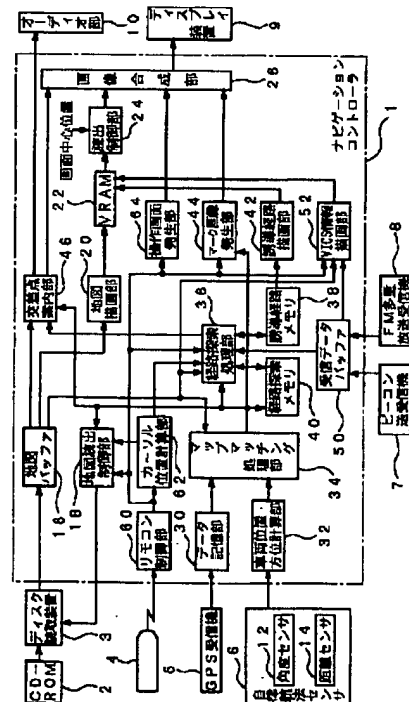 オーディオ部
10
ディスプレイ装置
9
画像合成部
26
画面中心位置
読出制御部
24
VRAM
22
交差点案内部
46
地図描画部
20
操作画面発生部
64
マーク画像発生部
44
誘導経路描画部
42
VICS情報描画部
52
ナビゲーションコントローラ
1
地図バッファ
16
地図読出制御部
18
カーソル位置計算部
62
経路探索処理部
36
誘導経路メモリ
38
経路探索メモリ
40
受信データバッファ
50
マップマッチング処理部
34
リモコン制御部
60
データ記憶部
30
車両位置・方位計算部
32
ディスク読取装置
3
CD-ROM
2
4
GPS受信機
6
自律航法センサ
角度センサ
12
距離センサ
14
6
ビーコン送受信機
7
FM多重放送受信機
8